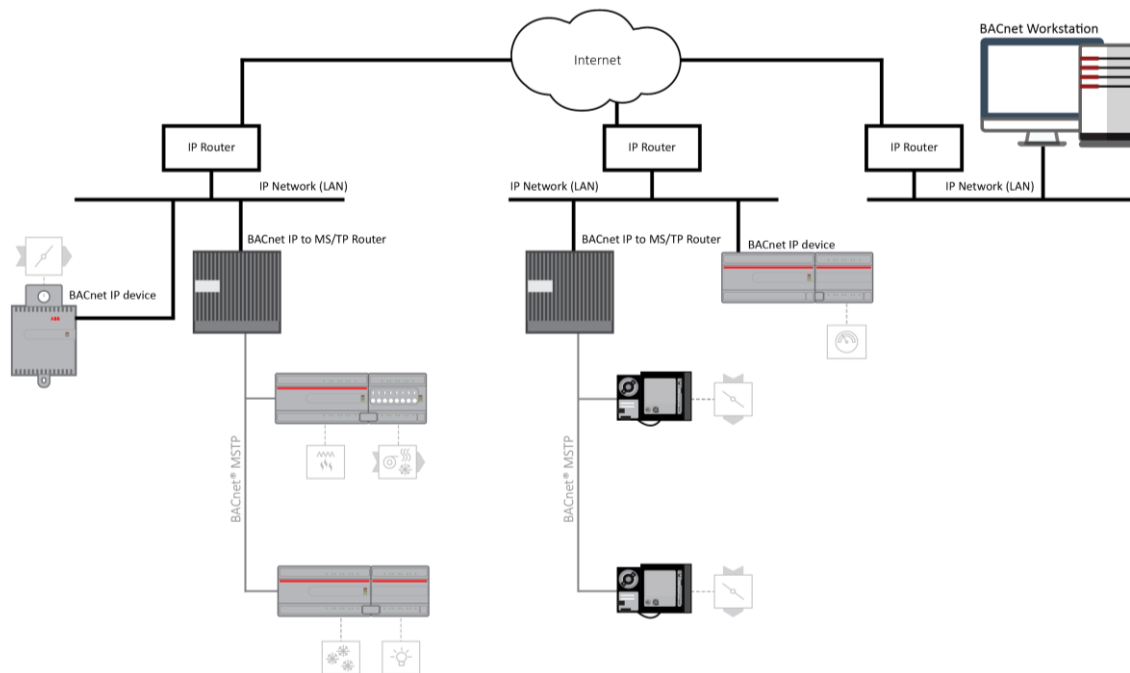 BACnet Workstation
Internet
IP Router
IP Router
IP Router
IP Network (LAN)
IP Network (LAN)
IP Network (LAN)
BACnet IP to MS/TP Router
BACnet IP to MS/TP Router
BACnet IP device
BACnet IP device
ABB
BACnet® MSTP
BACnet® MSTP